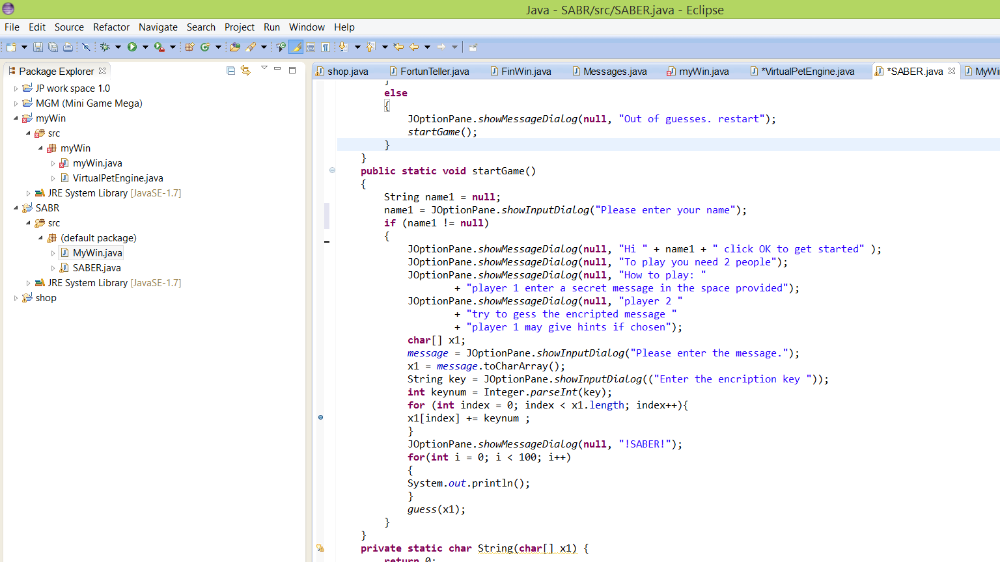 Java - SABR/src/SABER.java - Eclipse
File Edit Source Refactor Navigate Search Project Run Window Help
Package Explorer
JP work space 1.0
MGM (Mini Game Mega)
myWin
src
myWin
myWin.java
VirtualPetEngine.java
JRE System Library [JavaSE-1.7]
SABR
src
(default package)
MyWin.java
SABER.java
JRE System Library [JavaSE-1.7]
shop
shop.java FortunTeller.java FinWin.java Messages.java myWin.java *VirtualPetEngine.java *SABER.java MyWi
}
else
{
JOptionPane.showMessageDialog(null, "Out of guesses. restart");
startGame();
}
}
public static void startGame()
{
String name1 = null;
name1 = JOptionPane.showInputDialog("Please enter your name");
if (name1 != null)
{
JOptionPane.showMessageDialog(null, "Hi " + name1 + " click OK to get started" );
JOptionPane.showMessageDialog(null, "To play you need 2 people");
JOptionPane.showMessageDialog(null, "How to play: "
+ "player 1 enter a secret message in the space provided");
JOptionPane.showMessageDialog(null, "player 2 "
+ "try to gess the encripted message "
+ "player 1 may give hints if chosen");
char[] x1;
message = JOptionPane.showInputDialog("Please enter the message.");
x1 = message.toCharArray();
String key = JOptionPane.showInputDialog(("Enter the encription key "));
int keynum = Integer.parseInt(key);
for (int index = 0; index < x1.length; index++){
x1[index] += keynum ;
}
JOptionPane.showMessageDialog(null, "!SABER!");
for(int i = 0; i < 100; i++)
{
System.out.println();
}
guess(x1);
}
}
private static char String(char[] x1) {
return 0;